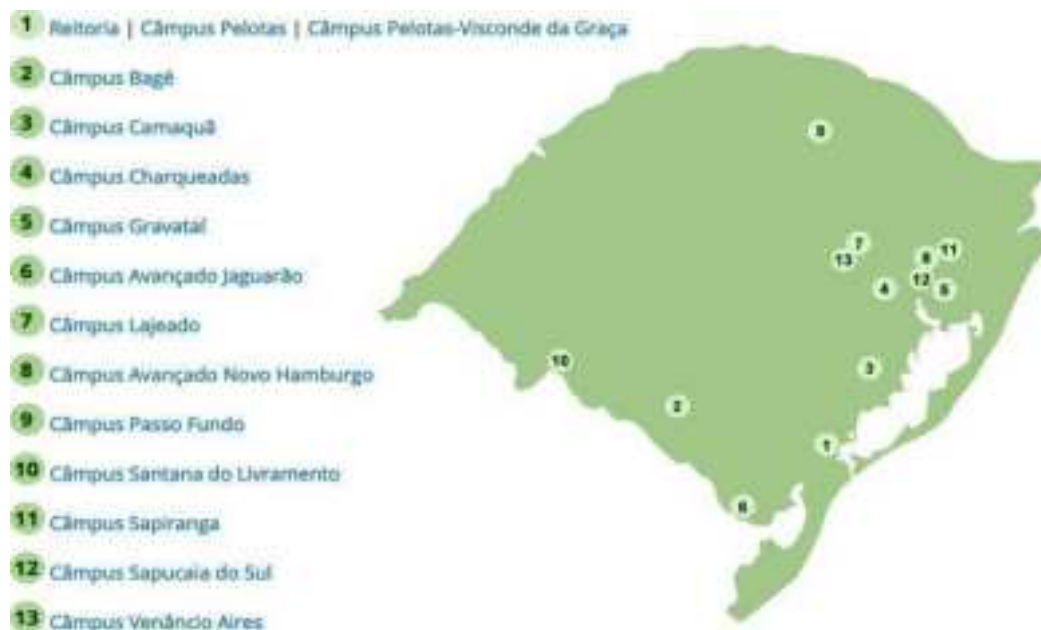 1 Reitoria | Câmpus Pelotas | Câmpus Pelotas-Visconde da Graça
2 Câmpus Bagé
3 Câmpus Camaquã
4 Câmpus Charqueadas
5 Câmpus Gravataí
6 Câmpus Avançado Jaguarão
7 Câmpus Lajeado
8 Câmpus Avançado Novo Hamburgo
9 Câmpus Passo Fundo
10 Câmpus Santana do Livramento
11 Câmpus Sapiranga
12 Câmpus Sapucaia do Sul
13 Câmpus Venâncio Aires
9
7
11
13
8
12
4
5
10
3
2
1
6